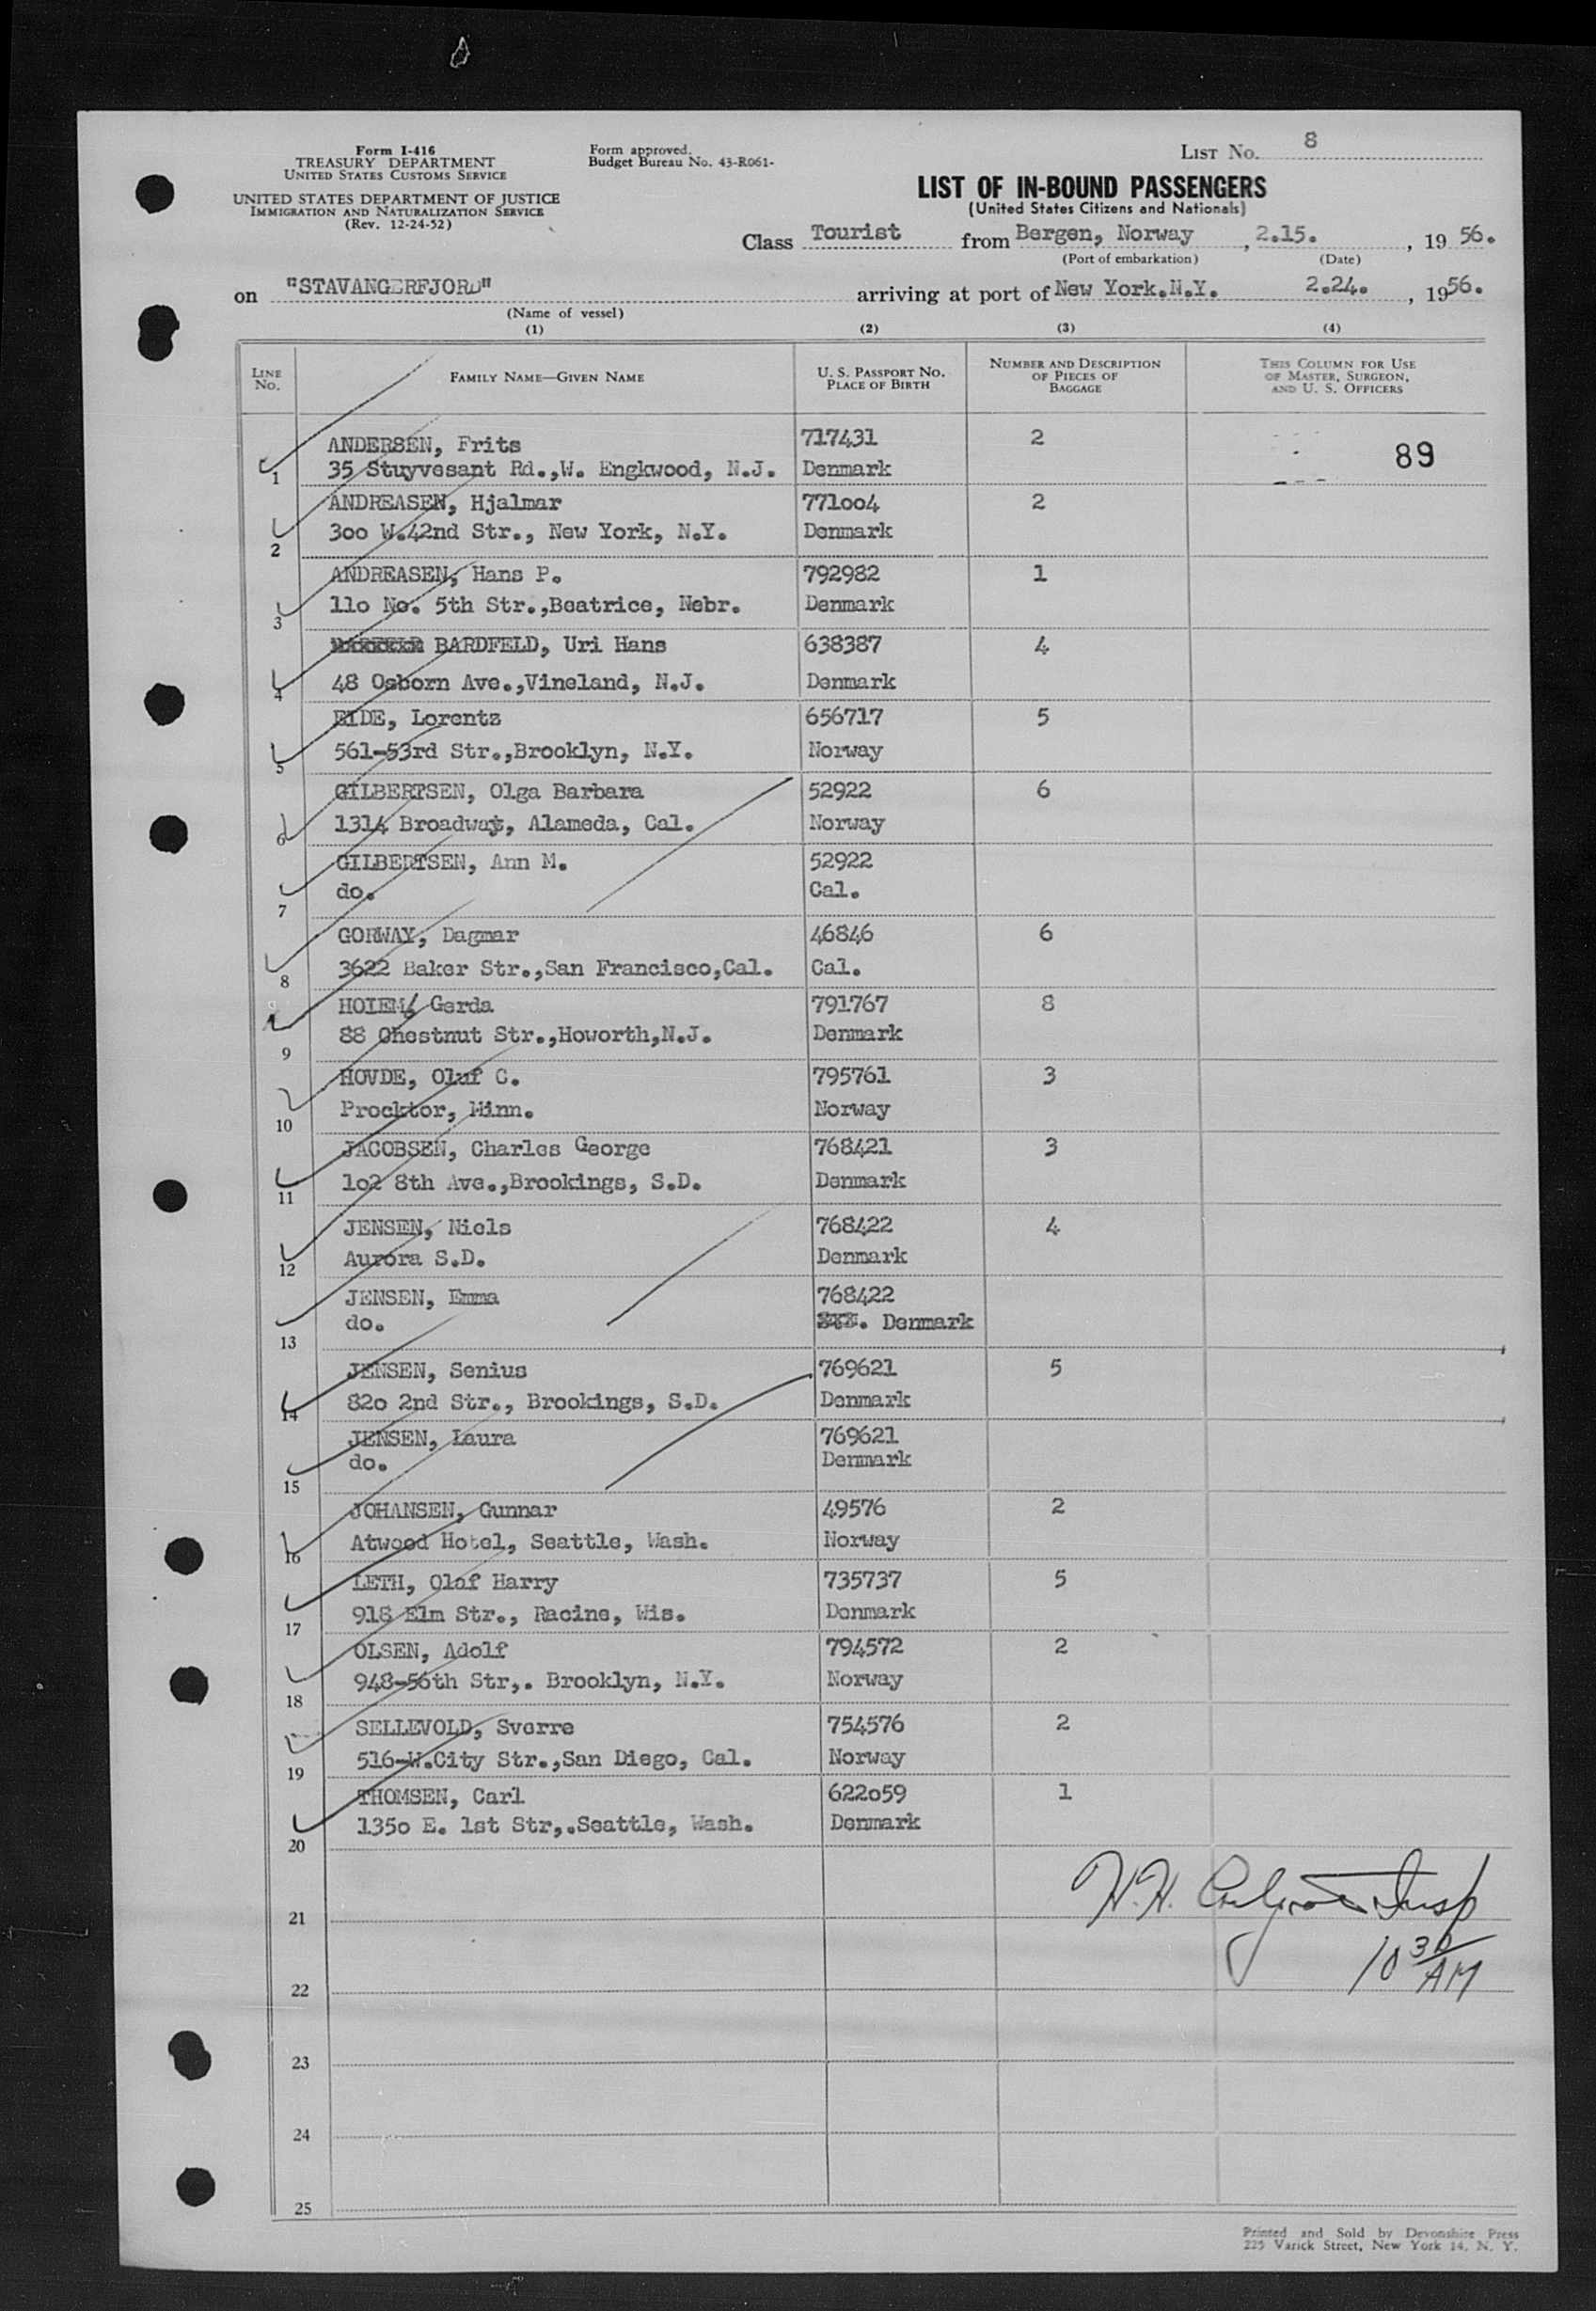 Form I-416
TREASURY DEPARTMENT
UNITED STATES CUSTOMS SERVICE
UNITED STATES DEPARTMENT OF JUSTICE
IMMIGRATION AND NATURALIZATION SERVICE
(Rev. 12-24-52)
Form approved.
Budget Bureau No. 43-R061-
LIST No. 8
LIST OF IN-BOUND PASSENGERS
(United States Citizens and Nationals)
Class Tourist from Bergen, Norway, 2.15., 1956.
(Port of embarkation) (Date)
on "STAVANGERFJORD" arriving at port of New York.N.Y. 2.24., 1956.
(Name of vessel)
(1) (2) (3) (4)
LINE No. FAMILY NAME—GIVEN NAME U. S. PASSPORT No. PLACE OF BIRTH NUMBER AND DESCRIPTION OF PIECES OF BAGGAGE THIS COLUMN FOR USE OF MASTER, SURGEON, AND U. S. OFFICERS
ANDERSEN, Frits 717431 2 89
1 35 Stuyvesant Rd.,W. Engkwood, N.J. Denmark
ANDREASEN, Hjalmar 771oo4 2
2 3oo W.42nd Str., New York, N.Y. Denmark
ANDREASEN, Hans P. 792982 1
3 11o No. 5th Str.,Beatrice, Nebr. Denmark
BARDFELD, Uri Hans 638387 4
4 48 Osborn Ave.,Vineland, N.J. Denmark
EIDE, Lorentz 656717 5
5 561-53rd Str.,Brooklyn, N.Y. Norway
GILBERTSEN, Olga Barbara 52922 6
6 1314 Broadway, Alameda, Cal. Norway
GILBERTSEN, Ann M. 52922
7 do. Cal.
GORWAY, Dagmar 46846 6
8 3622 Baker Str.,San Francisco,Cal. Cal.
HOIEM, Gerda 791767 8
9 88 Chestnut Str.,Howorth,N.J. Denmark
HOVDE, Oluf C. 795761 3
10 Procktor, Minn. Norway
JACOBSEN, Charles George 768421 3
11 1o2 8th Ave.,Brookings, S.D. Denmark
JENSEN, Niels 768422 4
12 Aurora S.D. Denmark
JENSEN, Emma 768422
13 do. Denmark
JENSEN, Senius 769621 5
14 82o 2nd Str., Brookings, S.D. Denmark
JENSEN, Laura 769621
15 do. Denmark
JOHANSEN, Gunnar 49576 2
16 Atwood Hotel, Seattle, Wash. Norway
LETH, Olaf Harry 735737 5
17 918 Elm Str., Racine, Wis. Denmark
OLSEN, Adolf 794572 2
18 948-56th Str,. Brooklyn, N.Y. Norway
SELLEVOLD, Sverre 754576 2
19 516-W.City Str.,San Diego, Cal. Norway
THOMSEN, Carl 622o59 1
20 135o E. 1st Str,.Seattle, Wash. Denmark
H.H. Insp
21
10 30 AM
22
23
24
25
Printed and Sold by Devonshire Press
225 Varick Street, New York 14, N. Y.